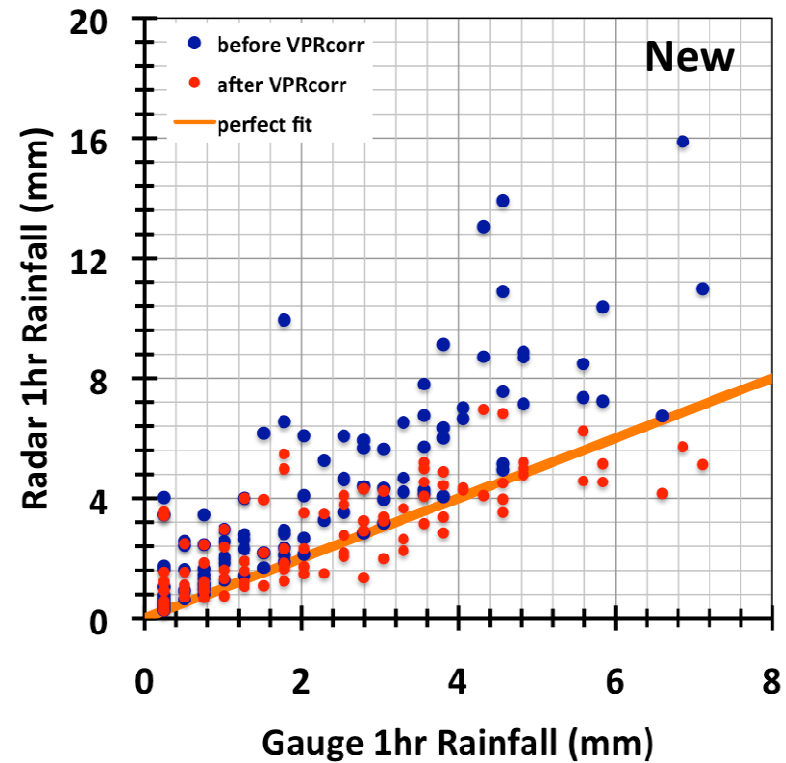 New
before VPRcorr
after VPRcorr
perfect fit
Radar 1hr Rainfall (mm)
20
16
12
8
4
0
0 2 4 6 8
Gauge 1hr Rainfall (mm)